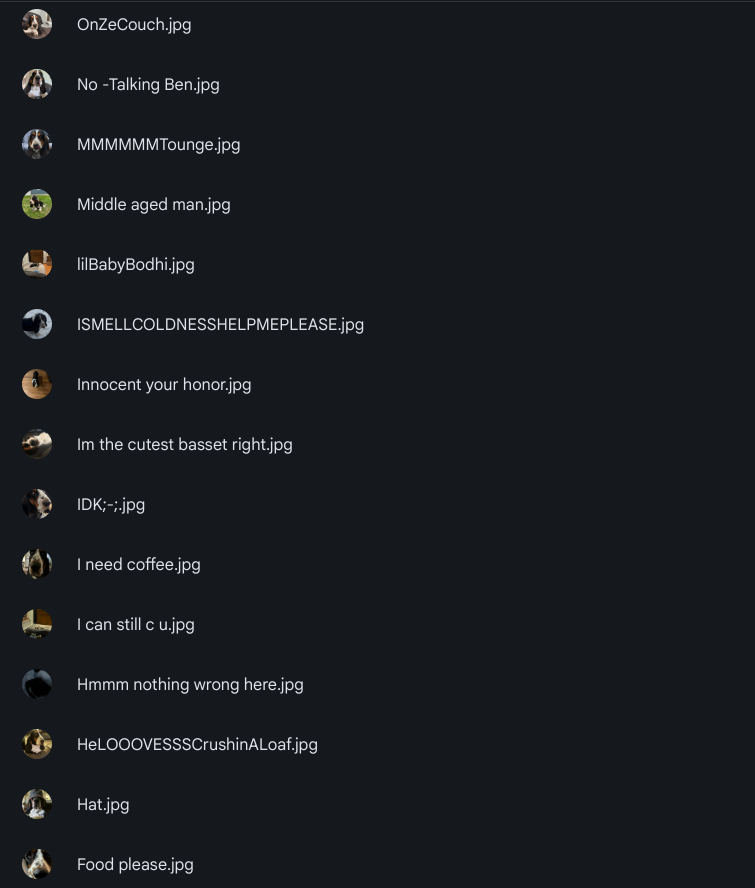 OnZeCouch.jpg
No -Talking Ben.jpg
MMMMMMTounge.jpg
Middle aged man.jpg
lilBabyBodhi.jpg
ISMELLCOLDNESSHELPMEPLEASE.jpg
Innocent your honor.jpg
Im the cutest basset right.jpg
IDK;-;.jpg
I need coffee.jpg
I can still c u.jpg
Hmmm nothing wrong here.jpg
HeLOOOVESSSCrushinALoaf.jpg
Hat.jpg
Food please.jpg